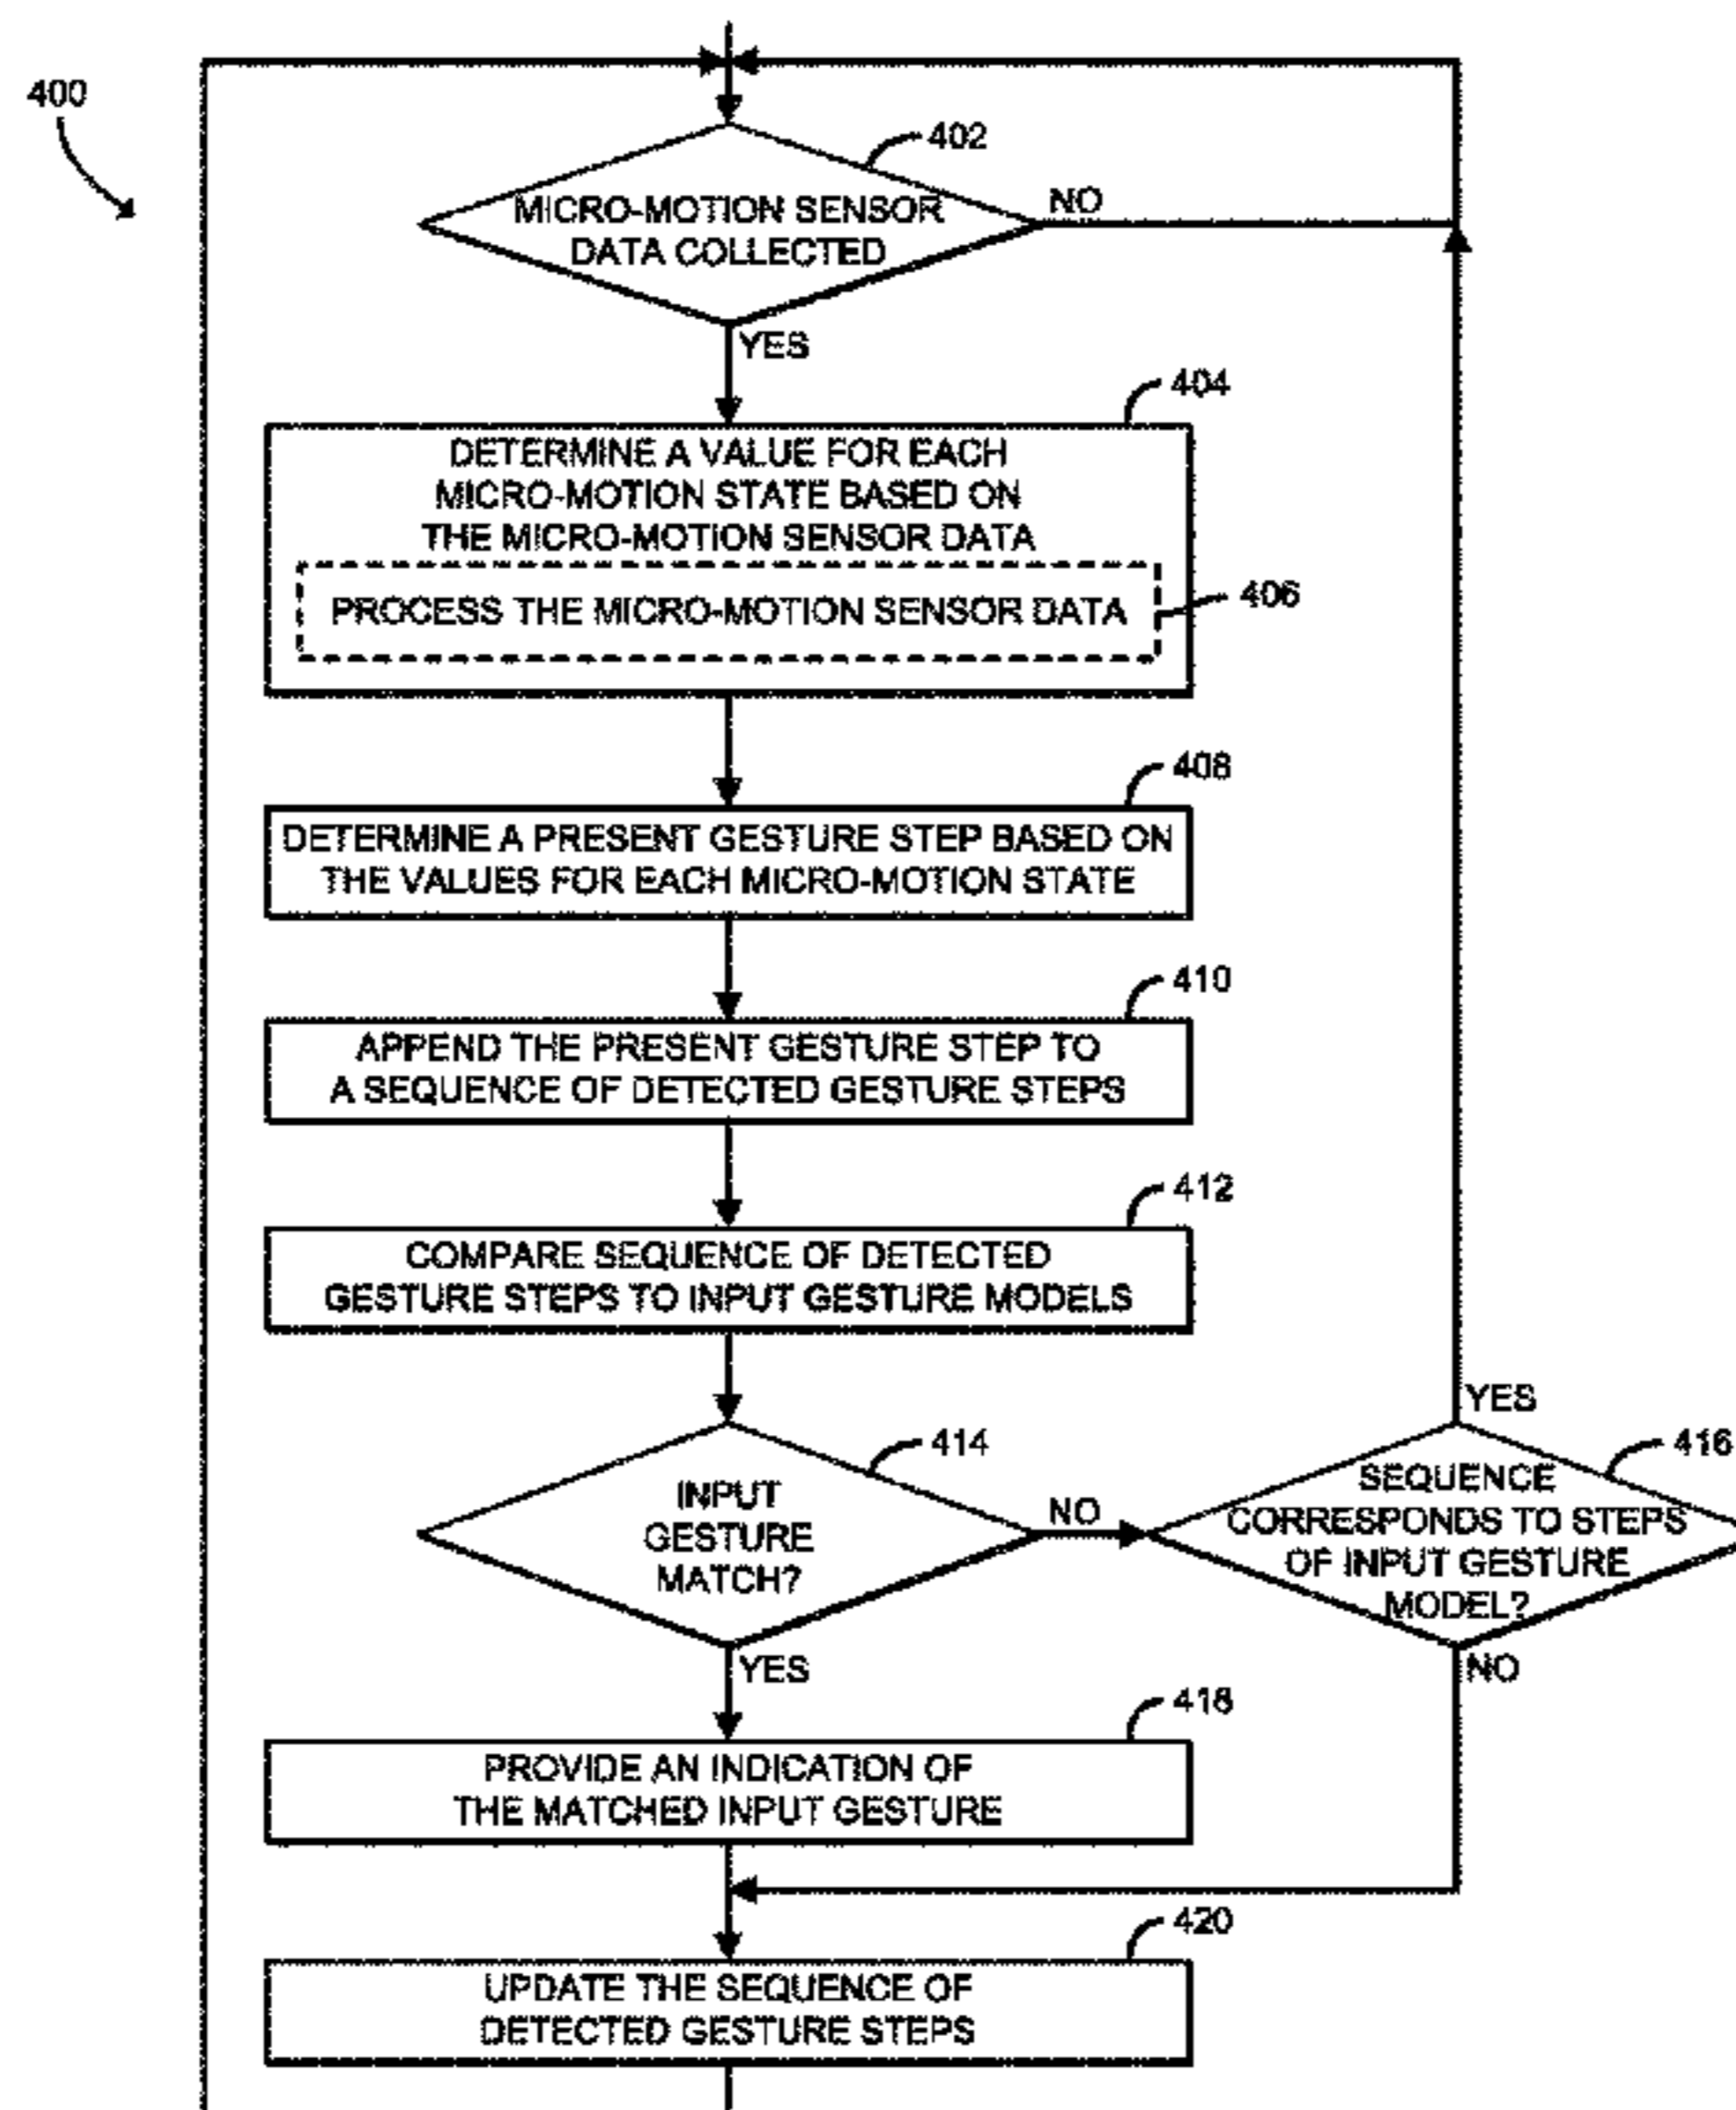 400
402
MICRO-MOTION SENSOR
DATA COLLECTED
NO
YES
404
DETERMINE A VALUE FOR EACH
MICRO-MOTION STATE BASED ON
THE MICRO-MOTION SENSOR DATA
PROCESS THE MICRO-MOTION SENSOR DATA
406
408
DETERMINE A PRESENT GESTURE STEP BASED ON
THE VALUES FOR EACH MICRO-MOTION STATE
410
APPEND THE PRESENT GESTURE STEP TO
A SEQUENCE OF DETECTED GESTURE STEPS
412
COMPARE SEQUENCE OF DETECTED
GESTURE STEPS TO INPUT GESTURE MODELS
414
INPUT
GESTURE
MATCH?
NO
YES
YES
416
SEQUENCE
CORRESPONDS TO STEPS
OF INPUT GESTURE
MODEL?
NO
418
PROVIDE AN INDICATION OF
THE MATCHED INPUT GESTURE
420
UPDATE THE SEQUENCE OF
DETECTED GESTURE STEPS